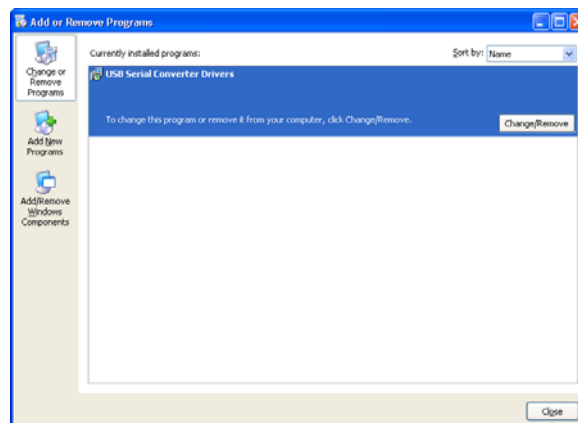 Add or Remove Programs
Change or
Remove
Programs
Currently installed programs:
Sort by: Name
USB Serial Converter Drivers
To change this program or remove it from your computer, click Change/Remove.
Change/Remove
Add New
Programs
Add/Remove
Windows
Components
Close